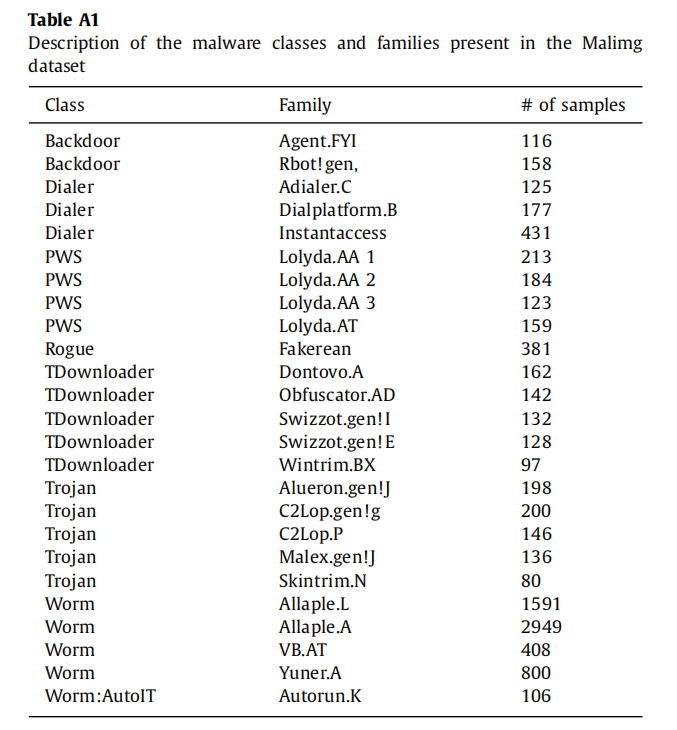 Table A1
Description of the malware classes and families present in the Malimg
dataset
Class Family # of samples
Backdoor Agent.FYI 116
Backdoor Rbot!gen, 158
Dialer Adialer.C 125
Dialer Dialplatform.B 177
Dialer Instantaccess 431
PWS Lolyda.AA 1 213
PWS Lolyda.AA 2 184
PWS Lolyda.AA 3 123
PWS Lolyda.AT 159
Rogue Fakerean 381
TDownloader Dontovo.A 162
TDownloader Obfuscator.AD 142
TDownloader Swizzot.gen!I 132
TDownloader Swizzot.gen!E 128
TDownloader Wintrim.BX 97
Trojan Alueron.gen!J 198
Trojan C2Lop.gen!g 200
Trojan C2Lop.P 146
Trojan Malex.gen!J 136
Trojan Skintrim.N 80
Worm Allaple.L 1591
Worm Allaple.A 2949
Worm VB.AT 408
Worm Yuner.A 800
Worm:AutoIT Autorun.K 106